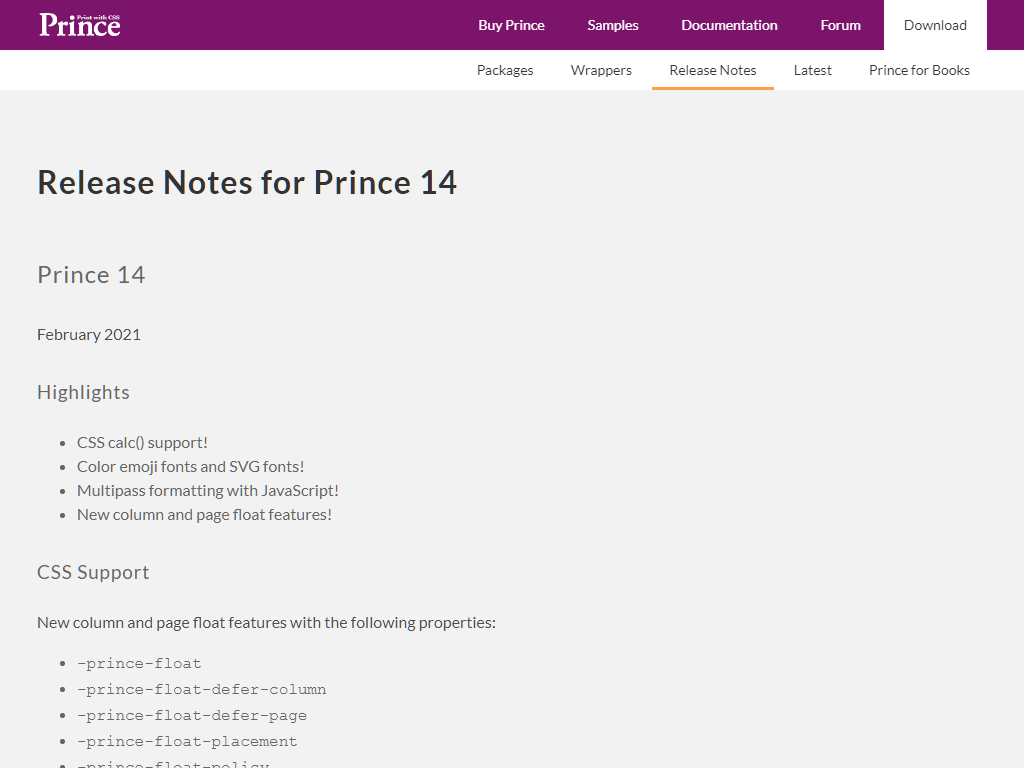 Print with CSS
Prince
Buy Prince Samples Documentation Forum Download
Packages Wrappers Release Notes Latest Prince for Books
Release Notes for Prince 14
Prince 14
February 2021
Highlights
• CSS calc() support!
• Color emoji fonts and SVG fonts!
• Multipass formatting with JavaScript!
• New column and page float features!
CSS Support
New column and page float features with the following properties:
• -prince-float
• -prince-float-defer-column
• -prince-float-defer-page
• -prince-float-placement
• -prince-float-policy